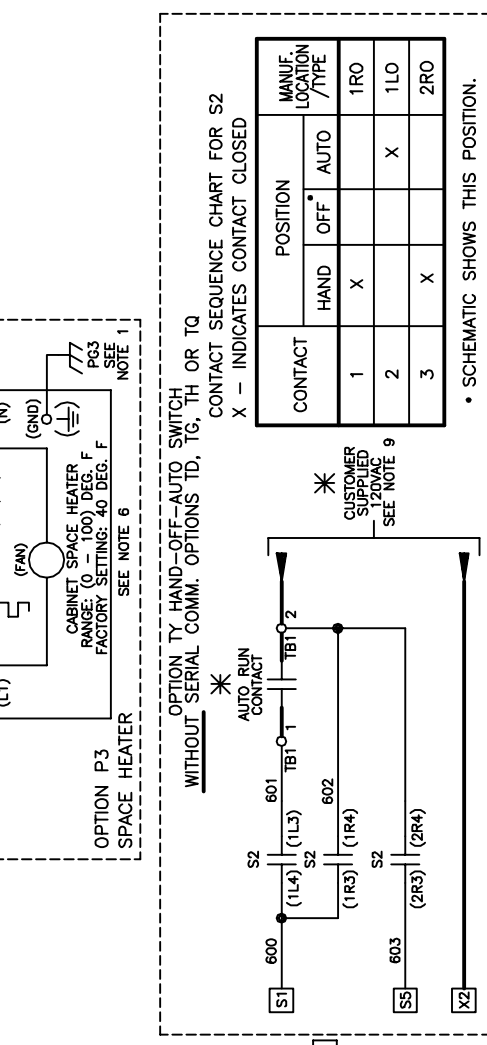 (N)
(GND)
PG3
SEE
NOTE 1
(FAN)
(L1)
CABINET SPACE HEATER
RANGE: (0 – 100) DEG. F
FACTORY SETTING: 40 DEG. F
SEE NOTE 6
OPTION P3
SPACE HEATER
OPTION TY HAND-OFF-AUTO SWITCH
WITHOUT SERIAL COMM. OPTIONS TD, TG, TH OR TQ
AUTO RUN
CONTACT
CUSTOMER
SUPPLIED
120VAC
SEE NOTE 9
S1
600
S2
(1L4) (1L3)
601
TB1 1
TB1 2
S2
(1R3) (1R4)
602
S5
603
S2
(2R3) (2R4)
X2
CONTACT SEQUENCE CHART FOR S2
X – INDICATES CONTACT CLOSED
CONTACT POSITION MANUF. LOCATION /TYPE
HAND OFF• AUTO
1 X 1RO
2 X 1LO
3 X 2RO
• SCHEMATIC SHOWS THIS POSITION.